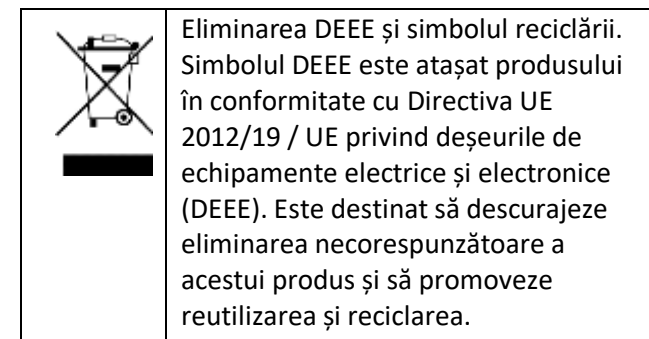 Eliminarea DEEE și simbolul reciclării.
Simbolul DEEE este atașat produsului
în conformitate cu Directiva UE
2012/19 / UE privind deșeurile de
echipamente electrice și electronice
(DEEE). Este destinat să descurajeze
eliminarea necorespunzătoare a
acestui produs și să promoveze
reutilizarea și reciclarea.